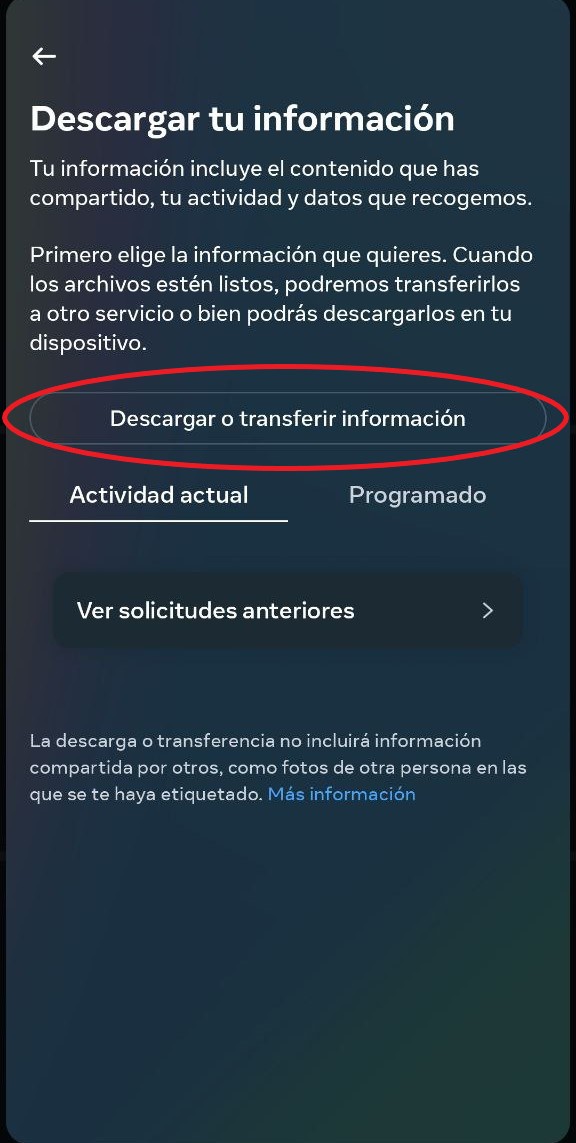 Descargar tu información
Tu información incluye el contenido que has
compartido, tu actividad y datos que recogemos.
Primero elige la información que quieres. Cuando
los archivos estén listos, podremos transferirlos
a otro servicio o bien podrás descargarlos en tu
dispositivo.
Descargar o transferir información
Actividad actual Programado
Ver solicitudes anteriores
La descarga o transferencia no incluirá información
compartida por otros, como fotos de otra persona en las
que se te haya etiquetado. Más información